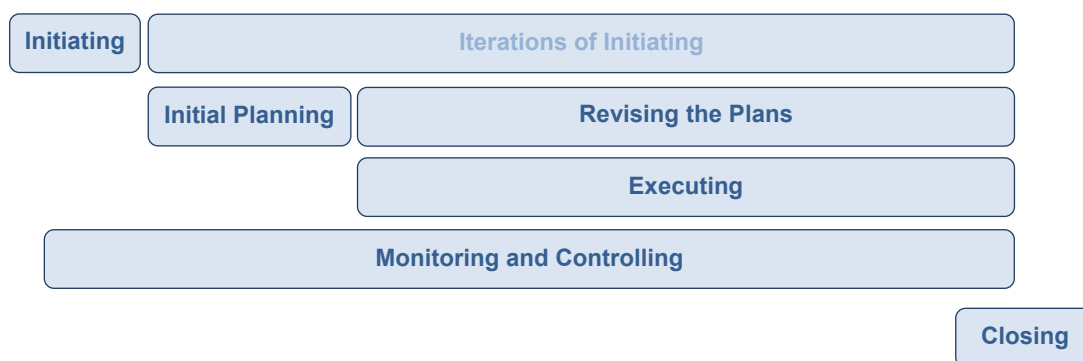 Initiating
Iterations of Initiating
Initial Planning
Revising the Plans
Executing
Monitoring and Controlling
Closing